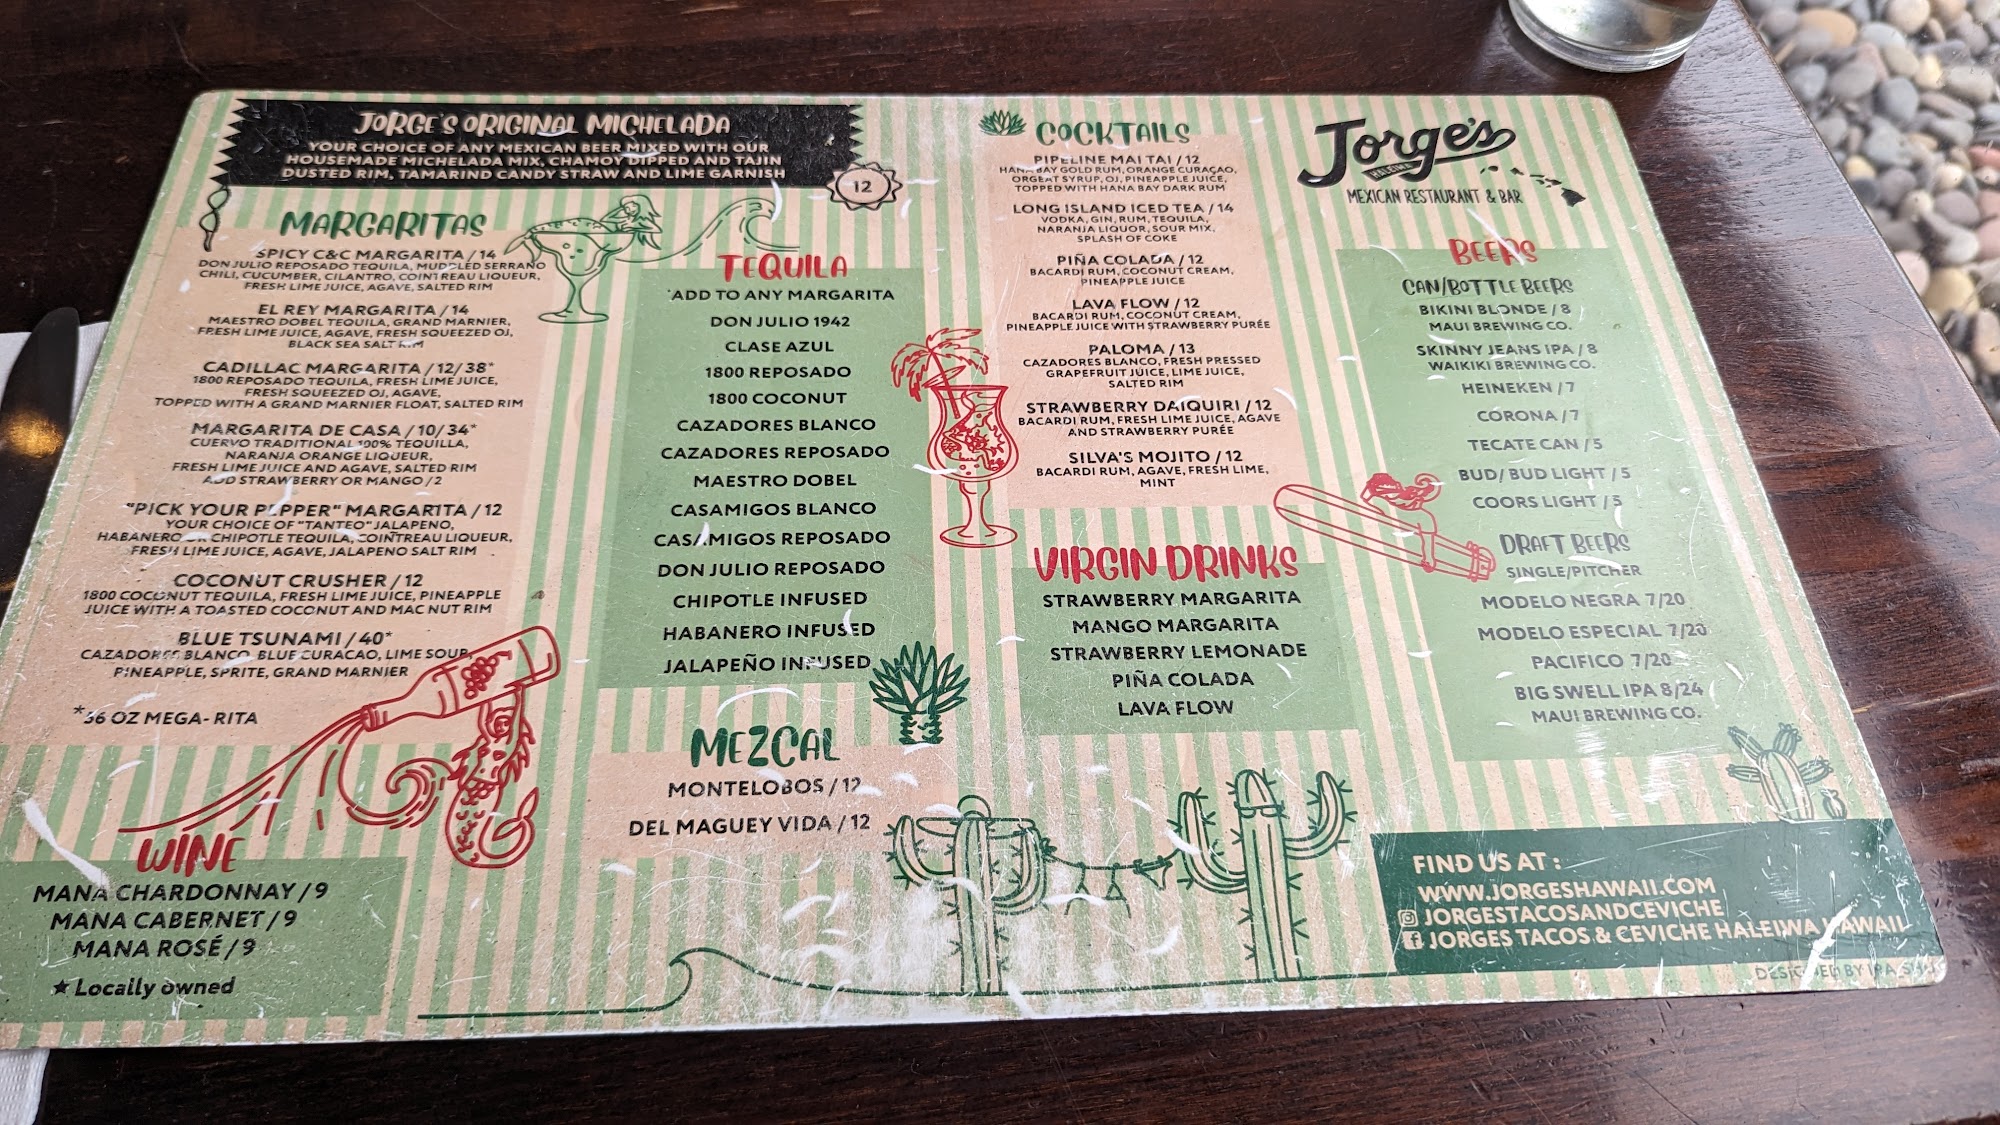 JORGE'S ORIGINAL MICHELADA
YOUR CHOICE OF ANY MEXICAN BEER MIXED WITH OUR
HOUSEMADE MICHELADA MIX, CHAMOY DIPPED AND TAJIN
DUSTED RIM, TAMARIND CANDY STRAW AND LIME GARNISH
12
MARGARITAS
SPICY C&C MARGARITA / 14
DON JULIO REPOSADO TEQUILA, MUDDLED SERRANO
CHILI, CUCUMBER, CILANTRO, COINTREAU LIQUEUR,
FRESH LIME JUICE, AGAVE, SALTED RIM
EL REY MARGARITA / 14
MAESTRO DOBEL TEQUILA, GRAND MARNIER,
FRESH LIME JUICE, AGAVE, FRESH SQUEEZED OJ,
BLACK SEA SALT RIM
CADILLAC MARGARITA / 12/ 38*
1800 REPOSADO TEQUILA, FRESH LIME JUICE,
FRESH SQUEEZED OJ, AGAVE,
TOPPED WITH A GRAND MARNIER FLOAT, SALTED RIM
MARGARITA DE CASA / 10/ 34*
CUERVO TRADITIONAL 100% TEQUILLA,
NARANJA ORANGE LIQUEUR,
FRESH LIME JUICE AND AGAVE, SALTED RIM
ADD STRAWBERRY OR MANGO / 2
"PICK YOUR PEPPER" MARGARITA / 12
YOUR CHOICE OF "TANTEO" JALAPENO,
HABANERO OR CHIPOTLE TEQUILA, COINTREAU LIQUEUR,
FRESH LIME JUICE, AGAVE, JALAPENO SALT RIM
COCONUT CRUSHER / 12
1800 COCONUT TEQUILA, FRESH LIME JUICE, PINEAPPLE
JUICE WITH A TOASTED COCONUT AND MAC NUT RIM
BLUE TSUNAMI / 40*
CAZADORES BLANCO, BLUE CURACAO, LIME SOUR,
PINEAPPLE, SPRITE, GRAND MARNIER
*36 OZ MEGA- RITA
WINE
MANA CHARDONNAY / 9
MANA CABERNET / 9
MANA ROSÉ / 9
★ Locally owned
TEQUILA
*ADD TO ANY MARGARITA
DON JULIO 1942
CLASE AZUL
1800 REPOSADO
1800 COCONUT
CAZADORES BLANCO
CAZADORES REPOSADO
MAESTRO DOBEL
CASAMIGOS BLANCO
CASAMIGOS REPOSADO
DON JULIO REPOSADO
CHIPOTLE INFUSED
HABANERO INFUSED
JALAPEÑO INFUSED
MEZCAL
MONTELOBOS / 12
DEL MAGUEY VIDA / 12
COCKTAILS
PIPELINE MAI TAI / 12
HANA BAY GOLD RUM, ORANGE CURAÇAO,
ORGEAT SYRUP, OJ, PINEAPPLE JUICE,
TOPPED WITH HANA BAY DARK RUM
LONG ISLAND ICED TEA / 14
VODKA, GIN, RUM, TEQUILA,
NARANJA LIQUOR, SOUR MIX,
SPLASH OF COKE
PIÑA COLADA / 12
BACARDI RUM, COCONUT CREAM,
PINEAPPLE JUICE
LAVA FLOW / 12
BACARDI RUM, COCONUT CREAM,
PINEAPPLE JUICE WITH STRAWBERRY PURÉE
PALOMA / 13
CAZADORES BLANCO, FRESH PRESSED
GRAPEFRUIT JUICE, LIME JUICE,
SALTED RIM
STRAWBERRY DAIQUIRI / 12
BACARDI RUM, FRESH LIME JUICE, AGAVE
AND STRAWBERRY PURÉE
SILVA'S MOJITO / 12
BACARDI RUM, AGAVE, FRESH LIME,
MINT
VIRGIN DRINKS
STRAWBERRY MARGARITA
MANGO MARGARITA
STRAWBERRY LEMONADE
PIÑA COLADA
LAVA FLOW
Jorge's
HALEIWA
MEXICAN RESTAURANT & BAR
BEERS
CAN/BOTTLE BEERS
BIKINI BLONDE / 8
MAUI BREWING CO.
SKINNY JEANS IPA / 8
WAIKIKI BREWING CO.
HEINEKEN / 7
CORONA / 7
TECATE CAN / 5
BUD/ BUD LIGHT / 5
COORS LIGHT / 5
DRAFT BEERS
SINGLE/PITCHER
MODELO NEGRA 7/20
MODELO ESPECIAL 7/20
PACIFICO 7/20
BIG SWELL IPA 8/24
MAUI BREWING CO.
FIND US AT :
WWW.JORGESHAWAII.COM
JORGESTACOSANDCEVICHE
JORGES TACOS & CEVICHE HALEIWA HAWAII
DESIGNED BY